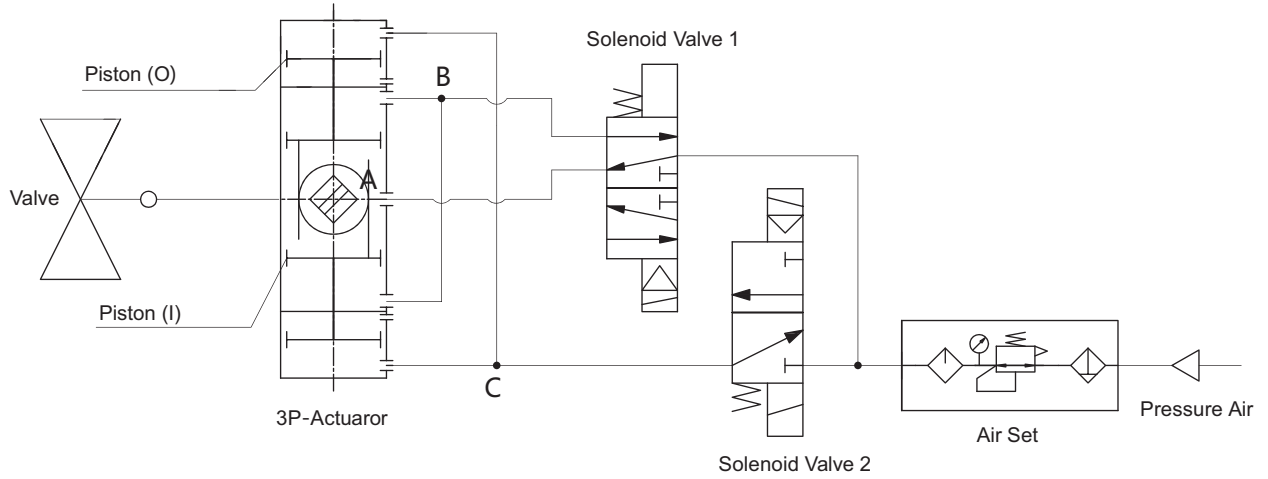 Solenoid Valve 1
Piston (O)
B
A
Valve
Piston (I)
C
3P-Actuaror
Pressure Air
Air Set
Solenoid Valve 2